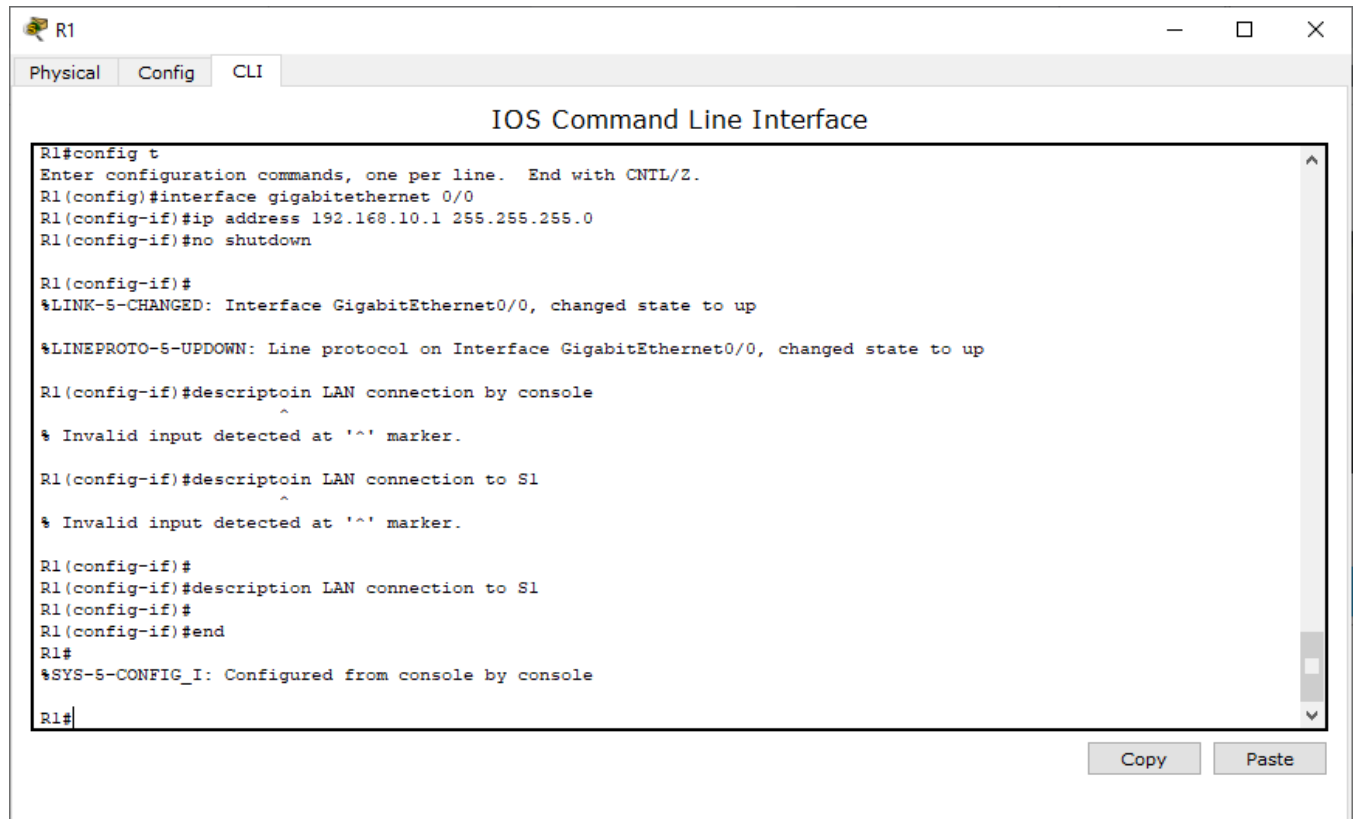 R1
Physical Config CLI
IOS Command Line Interface
R1#config t
Enter configuration commands, one per line.  End with CNTL/Z.
R1(config)#interface gigabitethernet 0/0
R1(config-if)#ip address 192.168.10.1 255.255.255.0
R1(config-if)#no shutdown
R1(config-if)#
%LINK-5-CHANGED: Interface GigabitEthernet0/0, changed state to up
%LINEPROTO-5-UPDOWN: Line protocol on Interface GigabitEthernet0/0, changed state to up
R1(config-if)#descriptoin LAN connection by console
^
% Invalid input detected at '^' marker.
R1(config-if)#descriptoin LAN connection to S1
^
% Invalid input detected at '^' marker.
R1(config-if)#
R1(config-if)#description LAN connection to S1
R1(config-if)#
R1(config-if)#end
R1#
%SYS-5-CONFIG_I: Configured from console by console
R1#
Copy Paste